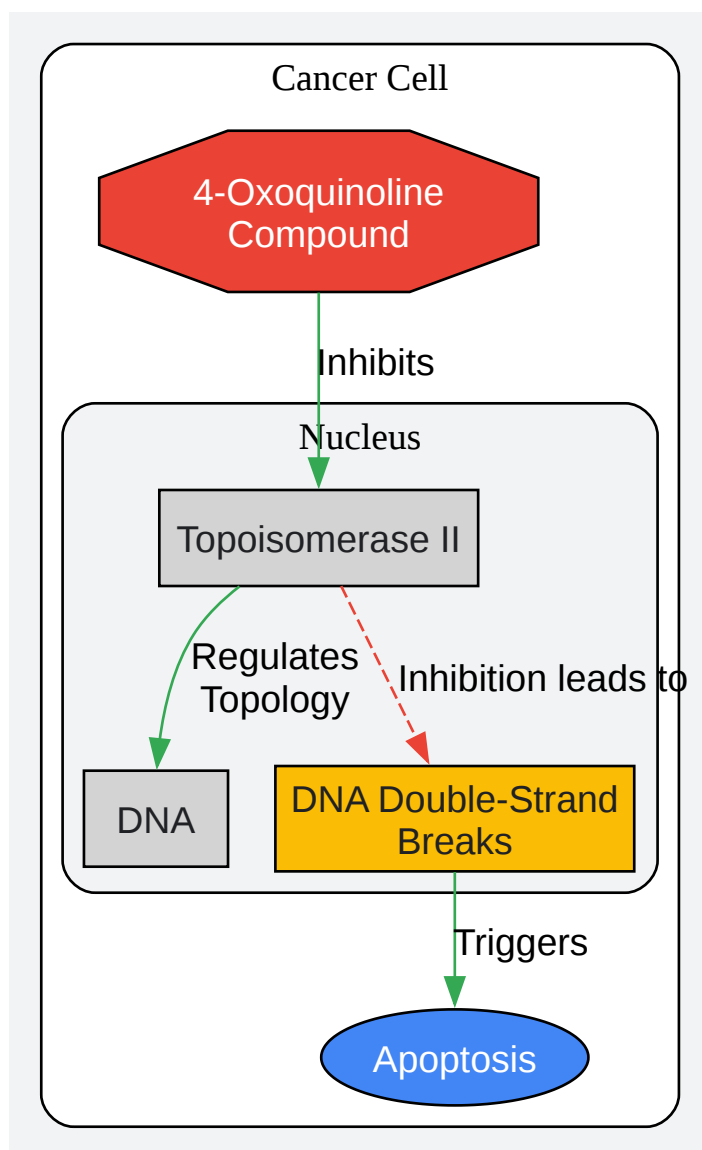 Cancer Cell
4-Oxoquinoline
Compound
Inhibits
Nucleus
Topoisomerase II
Regulates
Topology
Inhibition leads to
DNA
DNA Double-Strand
Breaks
Triggers
Apoptosis